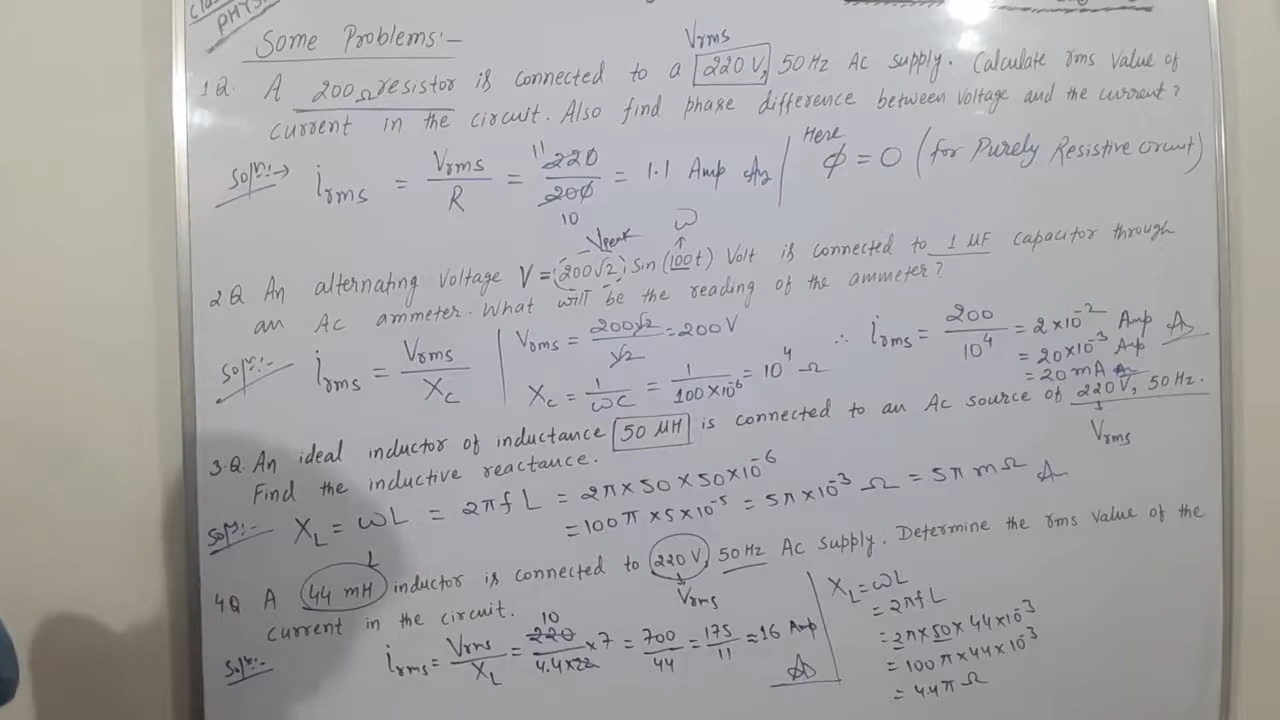 PHYS
Some Problems:-
Vrms
1Q. A 200Ω resistor is connected to a 220V, 50Hz Ac supply. Calculate rms value of
current in the circuit. Also find phase difference between voltage and the current?
Soln:-> irms = Vrms/R = 220/200 = 1.1 Amp
11
10
Here
φ = 0 (for Purely Resistive circuit)
Vpeak
ω
2Q An alternating voltage V = (200√2) sin (100t) Volt is connected to 1 μF capacitor through
an Ac ammeter. What will be the reading of the ammeter?
Soln:- irms = Vrms/Xc
Vrms = 200√2/√2 = 200V
Xc = 1/ωc = 1/100×10⁻⁶ = 10⁴ Ω
∴ irms = 200/10⁴ = 2×10⁻² Amp
= 20×10⁻³ Amp
= 20 mA
3.Q. An ideal inductor of inductance 50 μH is connected to an Ac source of 220V, 50Hz.
Find the inductive reactance.
Vrms
Soln:- XL = ωL = 2πfL = 2π×50×50×10⁻⁶
= 100π×5×10⁻⁵ = 5π×10⁻³ Ω = 5π mΩ
4Q A 44 mH inductor is connected to 220V, 50Hz Ac supply. Determine the rms value of the
current in the circuit.
Vrms
Soln:- irms = Vrms/XL = 220/4.4×22 ×7 = 700/44 = 175/11 ≈ 16 Amp
10
XL = ωL
= 2πfL
= 2π×50×44×10⁻³
= 100π×44×10⁻³
= 4.4π Ω